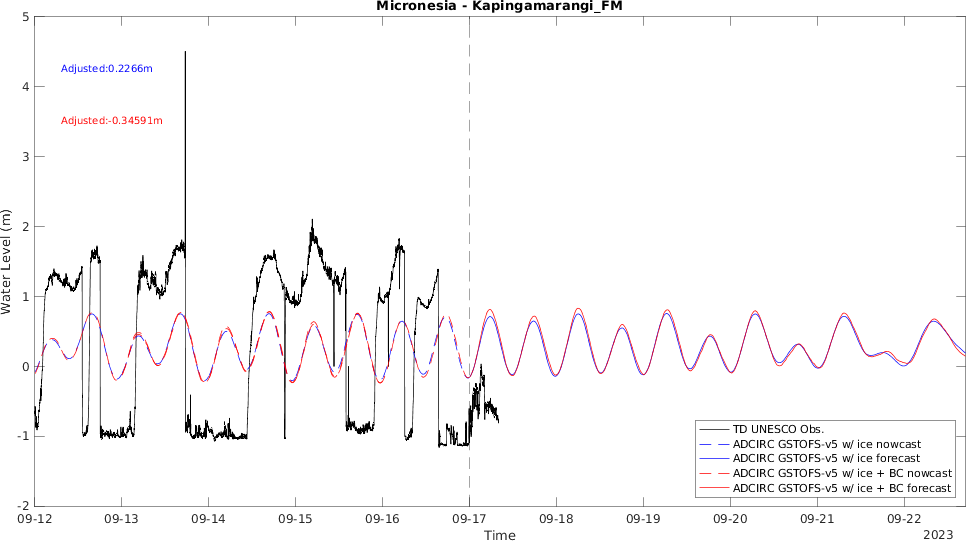 Micronesia - Kapingamarangi_FM
5
4
3
2
1
0
-1
-2
Water Level (m)
Adjusted:0.2266m
Adjusted:-0.34591m
TD UNESCO Obs.
ADCIRC GSTOFS-v5 w/ ice nowcast
ADCIRC GSTOFS-v5 w/ ice forecast
ADCIRC GSTOFS-v5 w/ ice + BC nowcast
ADCIRC GSTOFS-v5 w/ ice + BC forecast
09-12 09-13 09-14 09-15 09-16 09-17 09-18 09-19 09-20 09-21 09-22
Time
2023